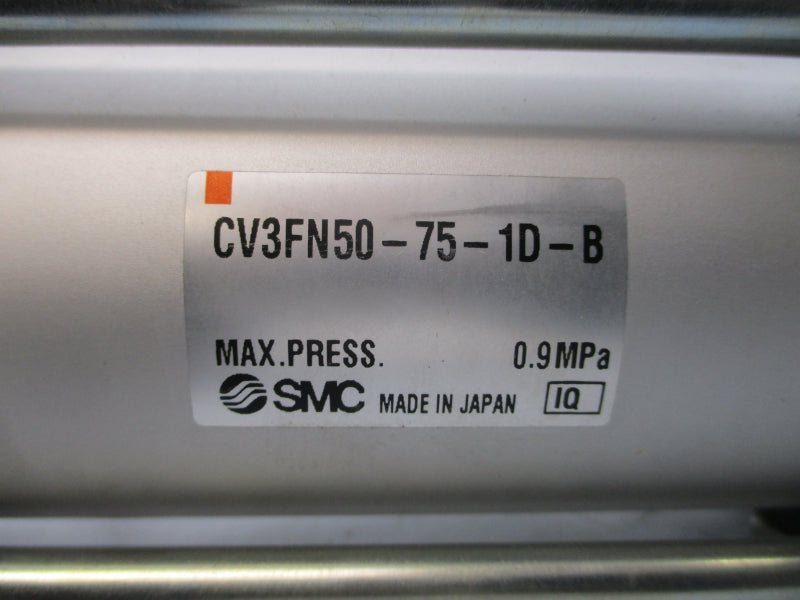 CV3FN50-75-1D-B
MAX.PRESS. 0.9MPa
SMC MADE IN JAPAN IQ